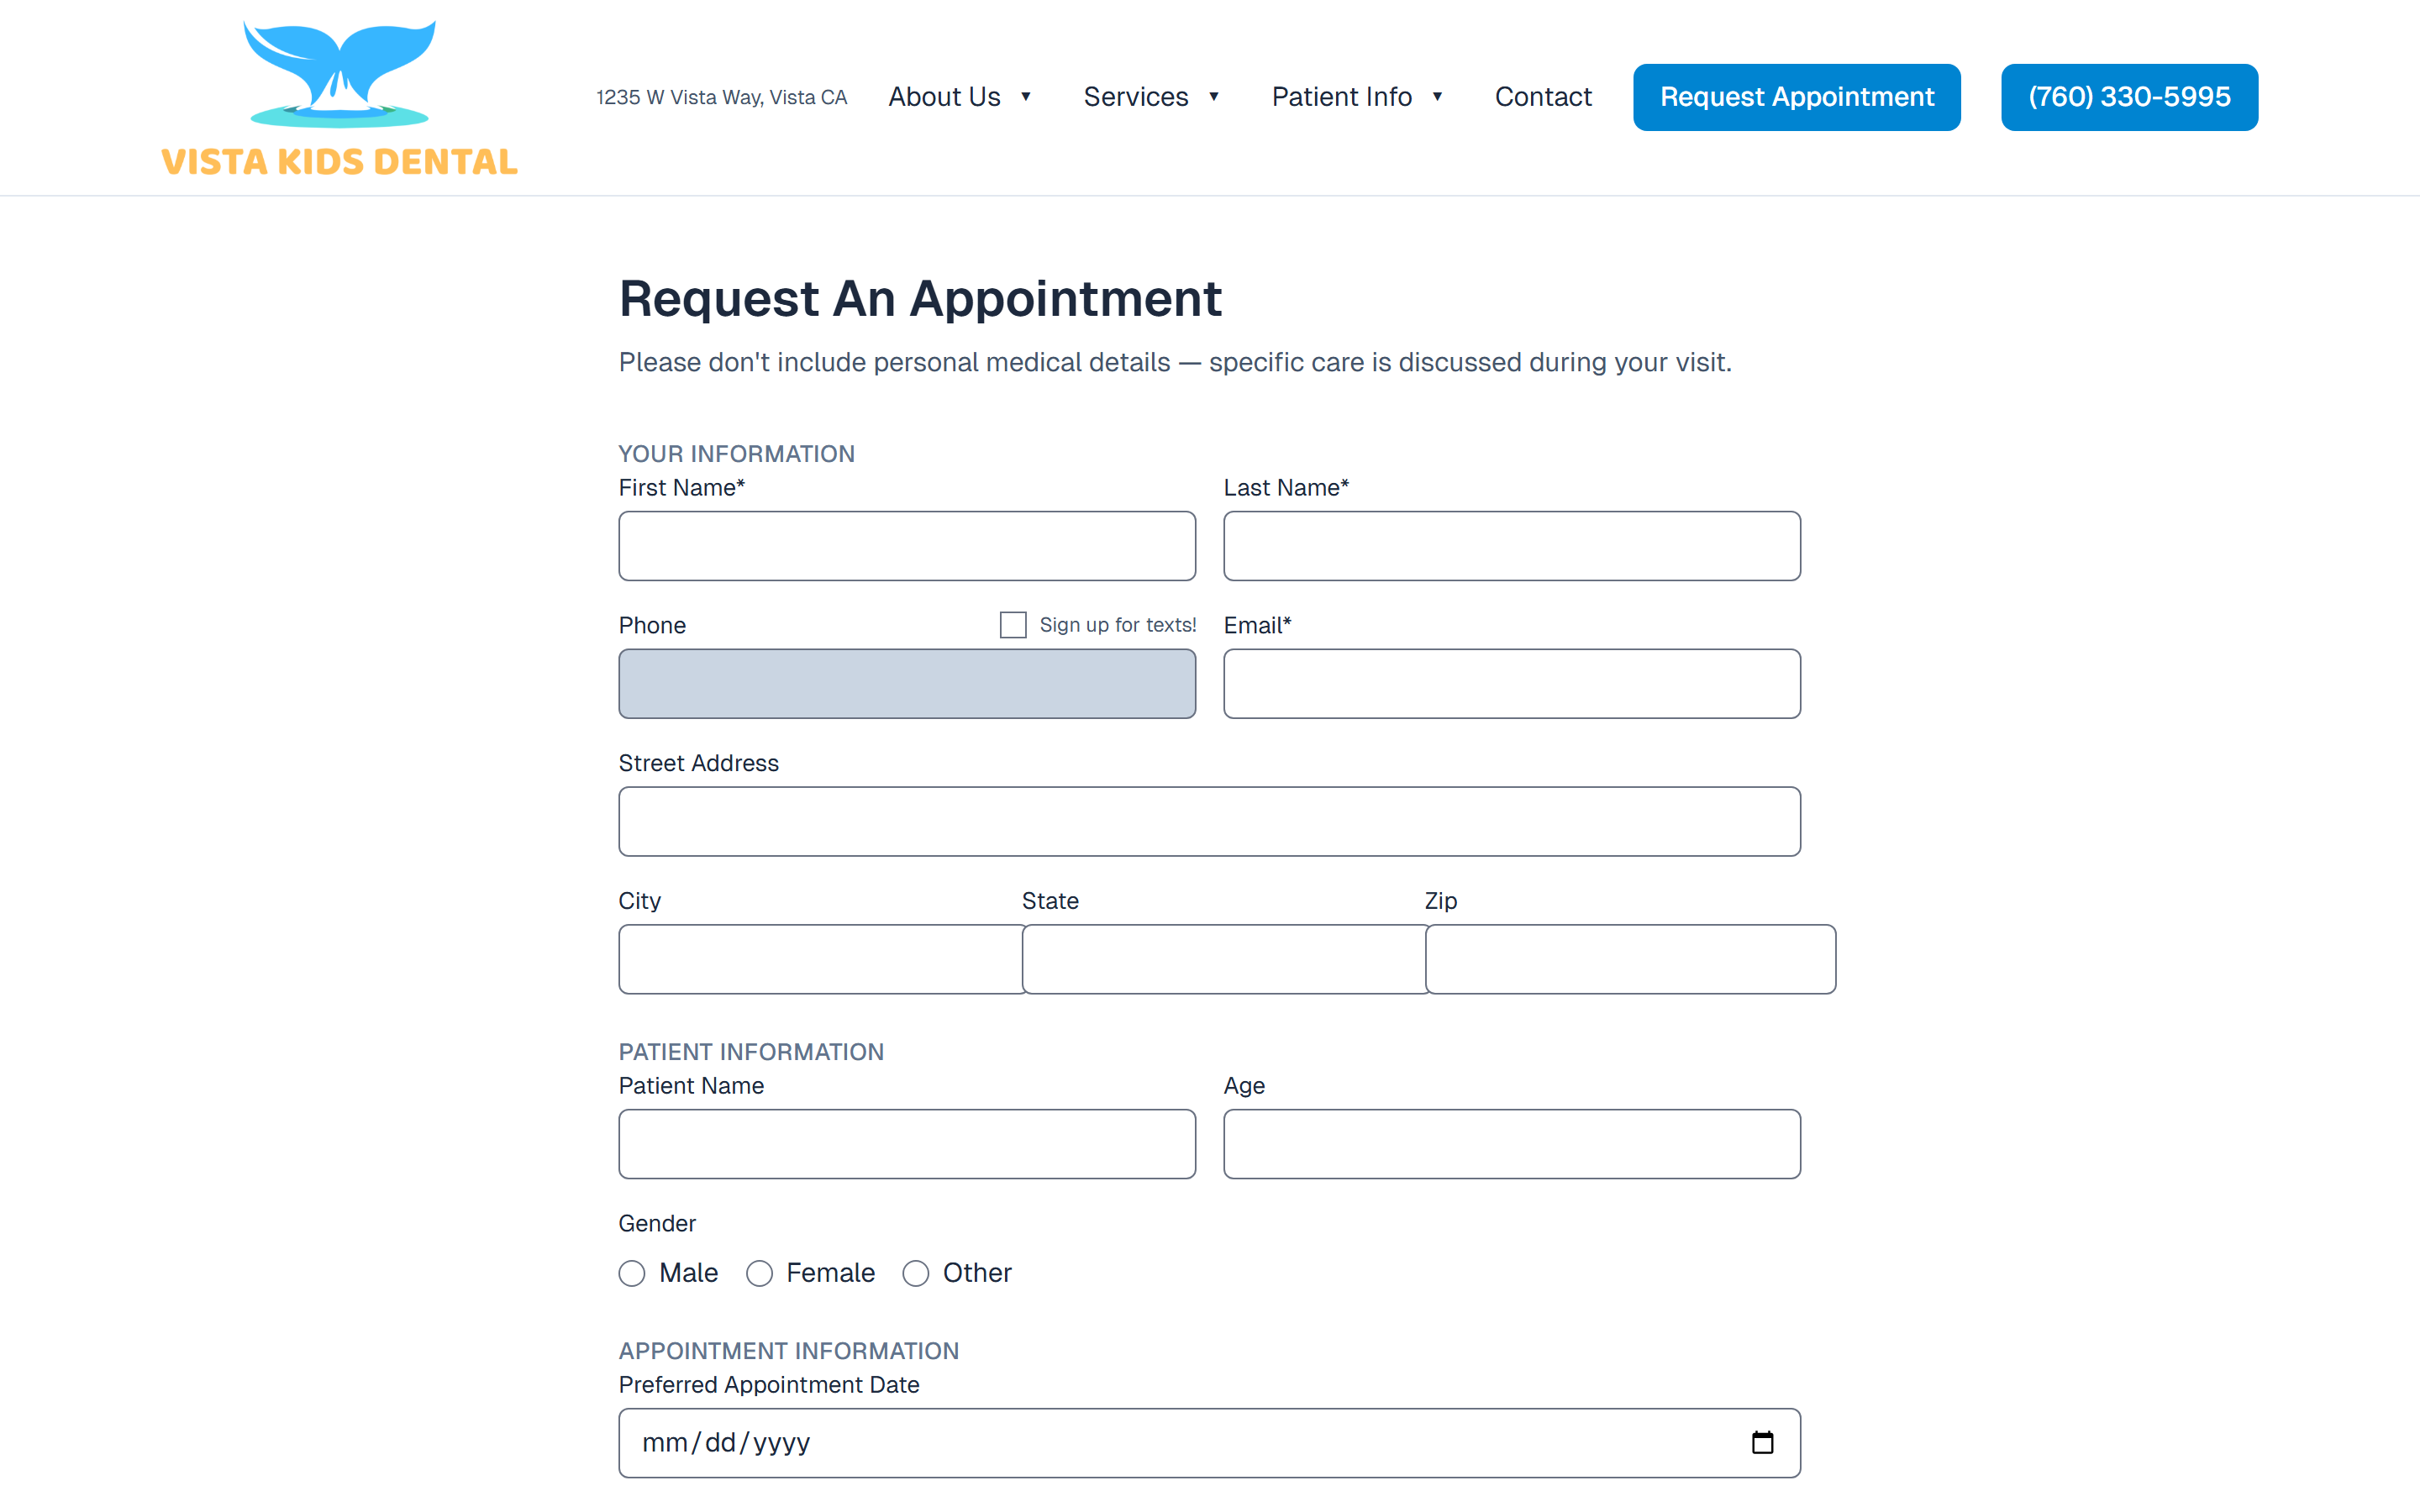 VISTA KIDS DENTAL
1235 W Vista Way, Vista CA
About Us ▼
Services ▼
Patient Info ▼
Contact
Request Appointment
(760) 330-5995
Request An Appointment
Please don't include personal medical details — specific care is discussed during your visit.
YOUR INFORMATION
First Name*
Last Name*
Phone
Sign up for texts!
Email*
Street Address
City
State
Zip
PATIENT INFORMATION
Patient Name
Age
Gender
Male
Female
Other
APPOINTMENT INFORMATION
Preferred Appointment Date
mm/dd/yyyy